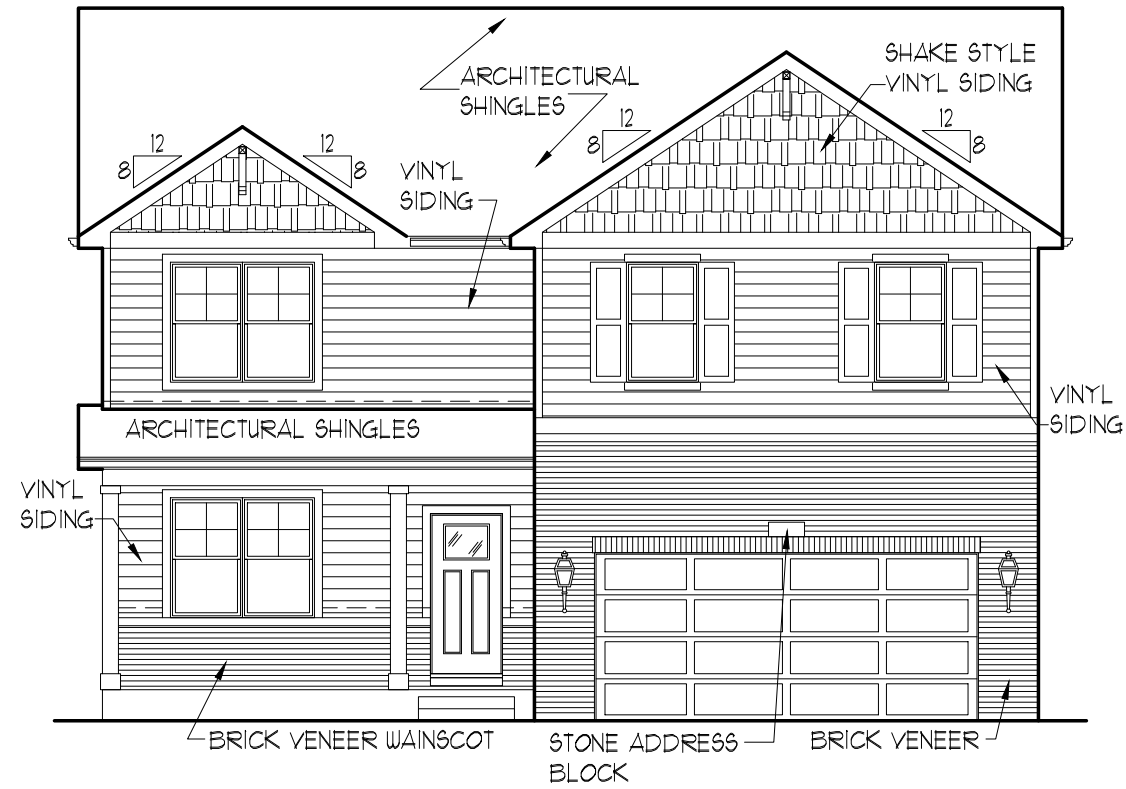 SHAKE STYLE
VINYL SIDING
ARCHITECTURAL
SHINGLES
12
8
12
8
12
8
12
8
VINYL
SIDING
VINYL
SIDING
ARCHITECTURAL SHINGLES
VINYL
SIDING
BRICK VENEER WAINSCOT
STONE ADDRESS
BLOCK
BRICK VENEER